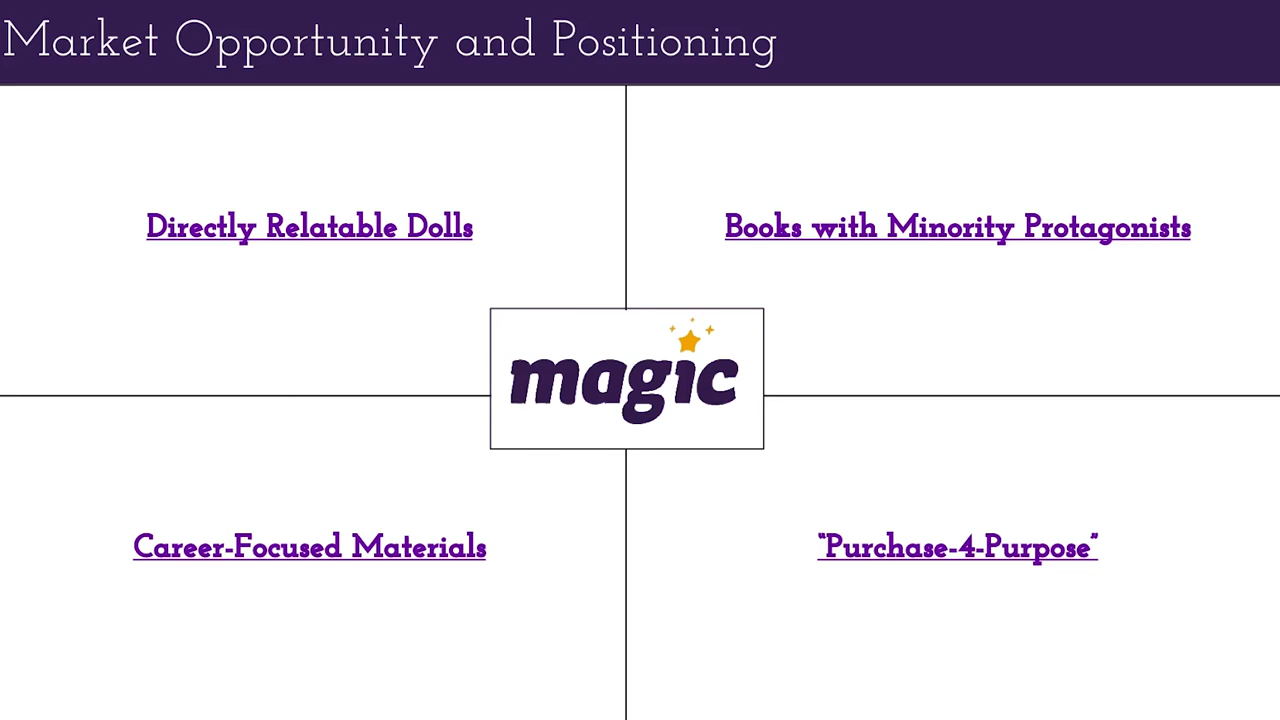 Market Opportunity and Positioning
Directly Relatable Dolls
Books with Minority Protagonists
magic
Career-Focused Materials
“Purchase-4-Purpose”